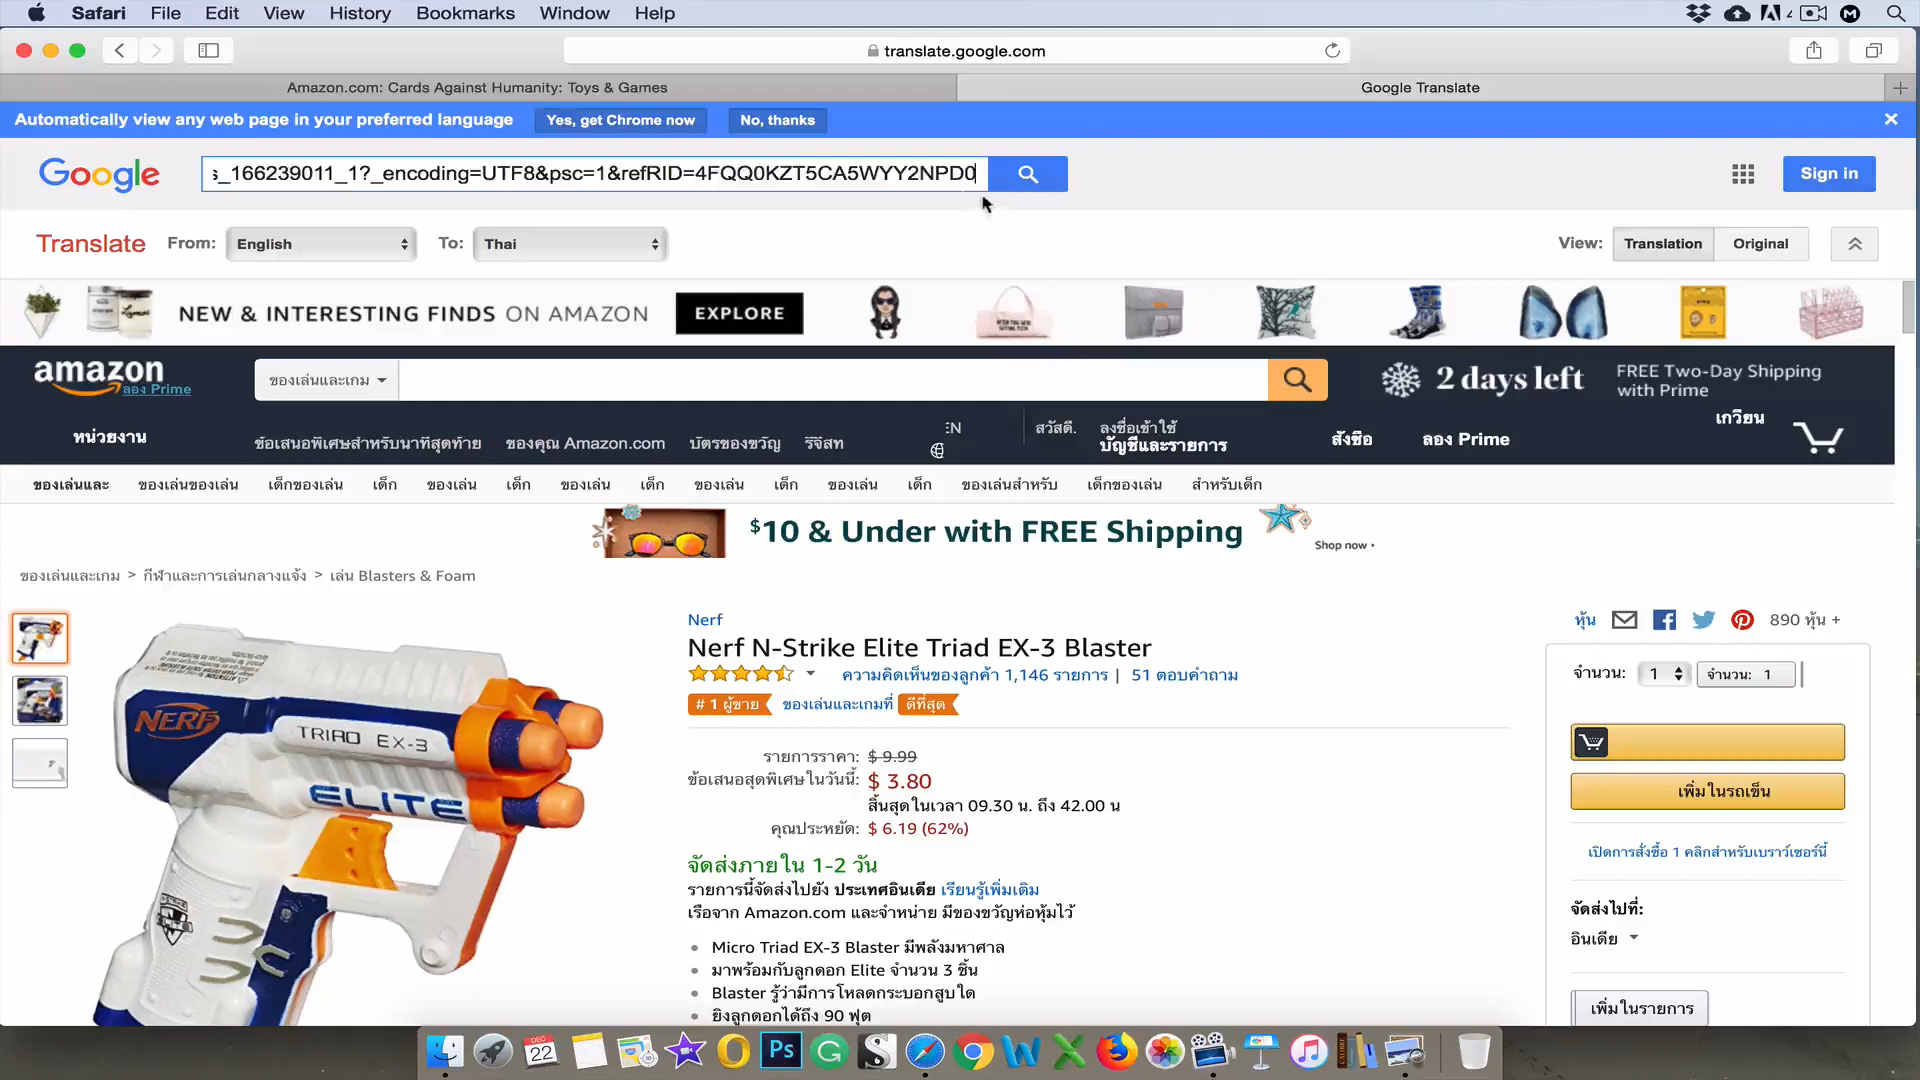 Safari File Edit View History Bookmarks Window Help
4
translate.google.com
Amazon.com: Cards Against Humanity: Toys & Games
Google Translate
Automatically view any web page in your preferred language
Yes, get Chrome now
No, thanks
Google
s_166239011_1?_encoding=UTF8&psc=1&refRID=4FQQ0KZT5CA5WYY2NPD0
Sign in
Translate From: English To: Thai
View: Translation Original
NEW & INTERESTING FINDS ON AMAZON EXPLORE
amazon
ลอง Prime
ของเล่นและเกม
2 days left
FREE Two-Day Shipping
with Prime
หน่วยงาน
ข้อเสนอพิเศษสำหรับนาทีสุดท้าย ของคุณ Amazon.com บัตรของขวัญ รีจิสท
EN
สวัสดี. ลงชื่อเข้าใช้
บัญชีและรายการ
สั่งซื้อ
ลอง Prime
เกวียน
ของเล่นและ ของเล่นของเล่น เด็กของเล่น เด็ก ของเล่น เด็ก ของเล่น เด็ก ของเล่น เด็ก ของเล่น เด็ก ของเล่นสำหรับ เด็กของเล่น สำหรับเด็ก
$10 & Under with FREE Shipping
Shop now
ของเล่นและเกม > กีฬาและการเล่นกลางแจ้ง > เล่น Blasters & Foam
Nerf
Nerf N-Strike Elite Triad EX-3 Blaster
ความคิดเห็นของลูกค้า 1,146 รายการ | 51 ตอบคำถาม
# 1 ผู้ขาย ของเล่นและเกมที่ ดีที่สุด
รายการราคา: $ 9.99
ข้อเสนอสุดพิเศษในวันนี้: $ 3.80
สิ้นสุดในเวลา 09.30 น. ถึง 42.00 น
คุณประหยัด: $ 6.19 (62%)
จัดส่งภายใน 1-2 วัน
รายการนี้จัดส่งไปยัง ประเทศอินเดีย เรียนรู้เพิ่มเติม
เรือจาก Amazon.com และจำหน่าย มีของขวัญห่อหุ้มไว้
Micro Triad EX-3 Blaster มีพลังมหาศาล
มาพร้อมกับลูกดอก Elite จำนวน 3 ชิ้น
Blaster รู้ว่ามีการโหลดกระบอกสูบใด
ยิงลูกดอกได้ถึง 90 ฟุต
หุ้น
890 หุ้น +
จำนวน: 1 จำนวน: 1
เพิ่มในรถเข็น
เปิดการสั่งซื้อ 1 คลิกสำหรับเบราว์เซอร์นี้
จัดส่งไปที่:
อินเดีย
เพิ่มในรายการ
NERF
TRIAD EX-3
ELITE
DEC
22
Ps